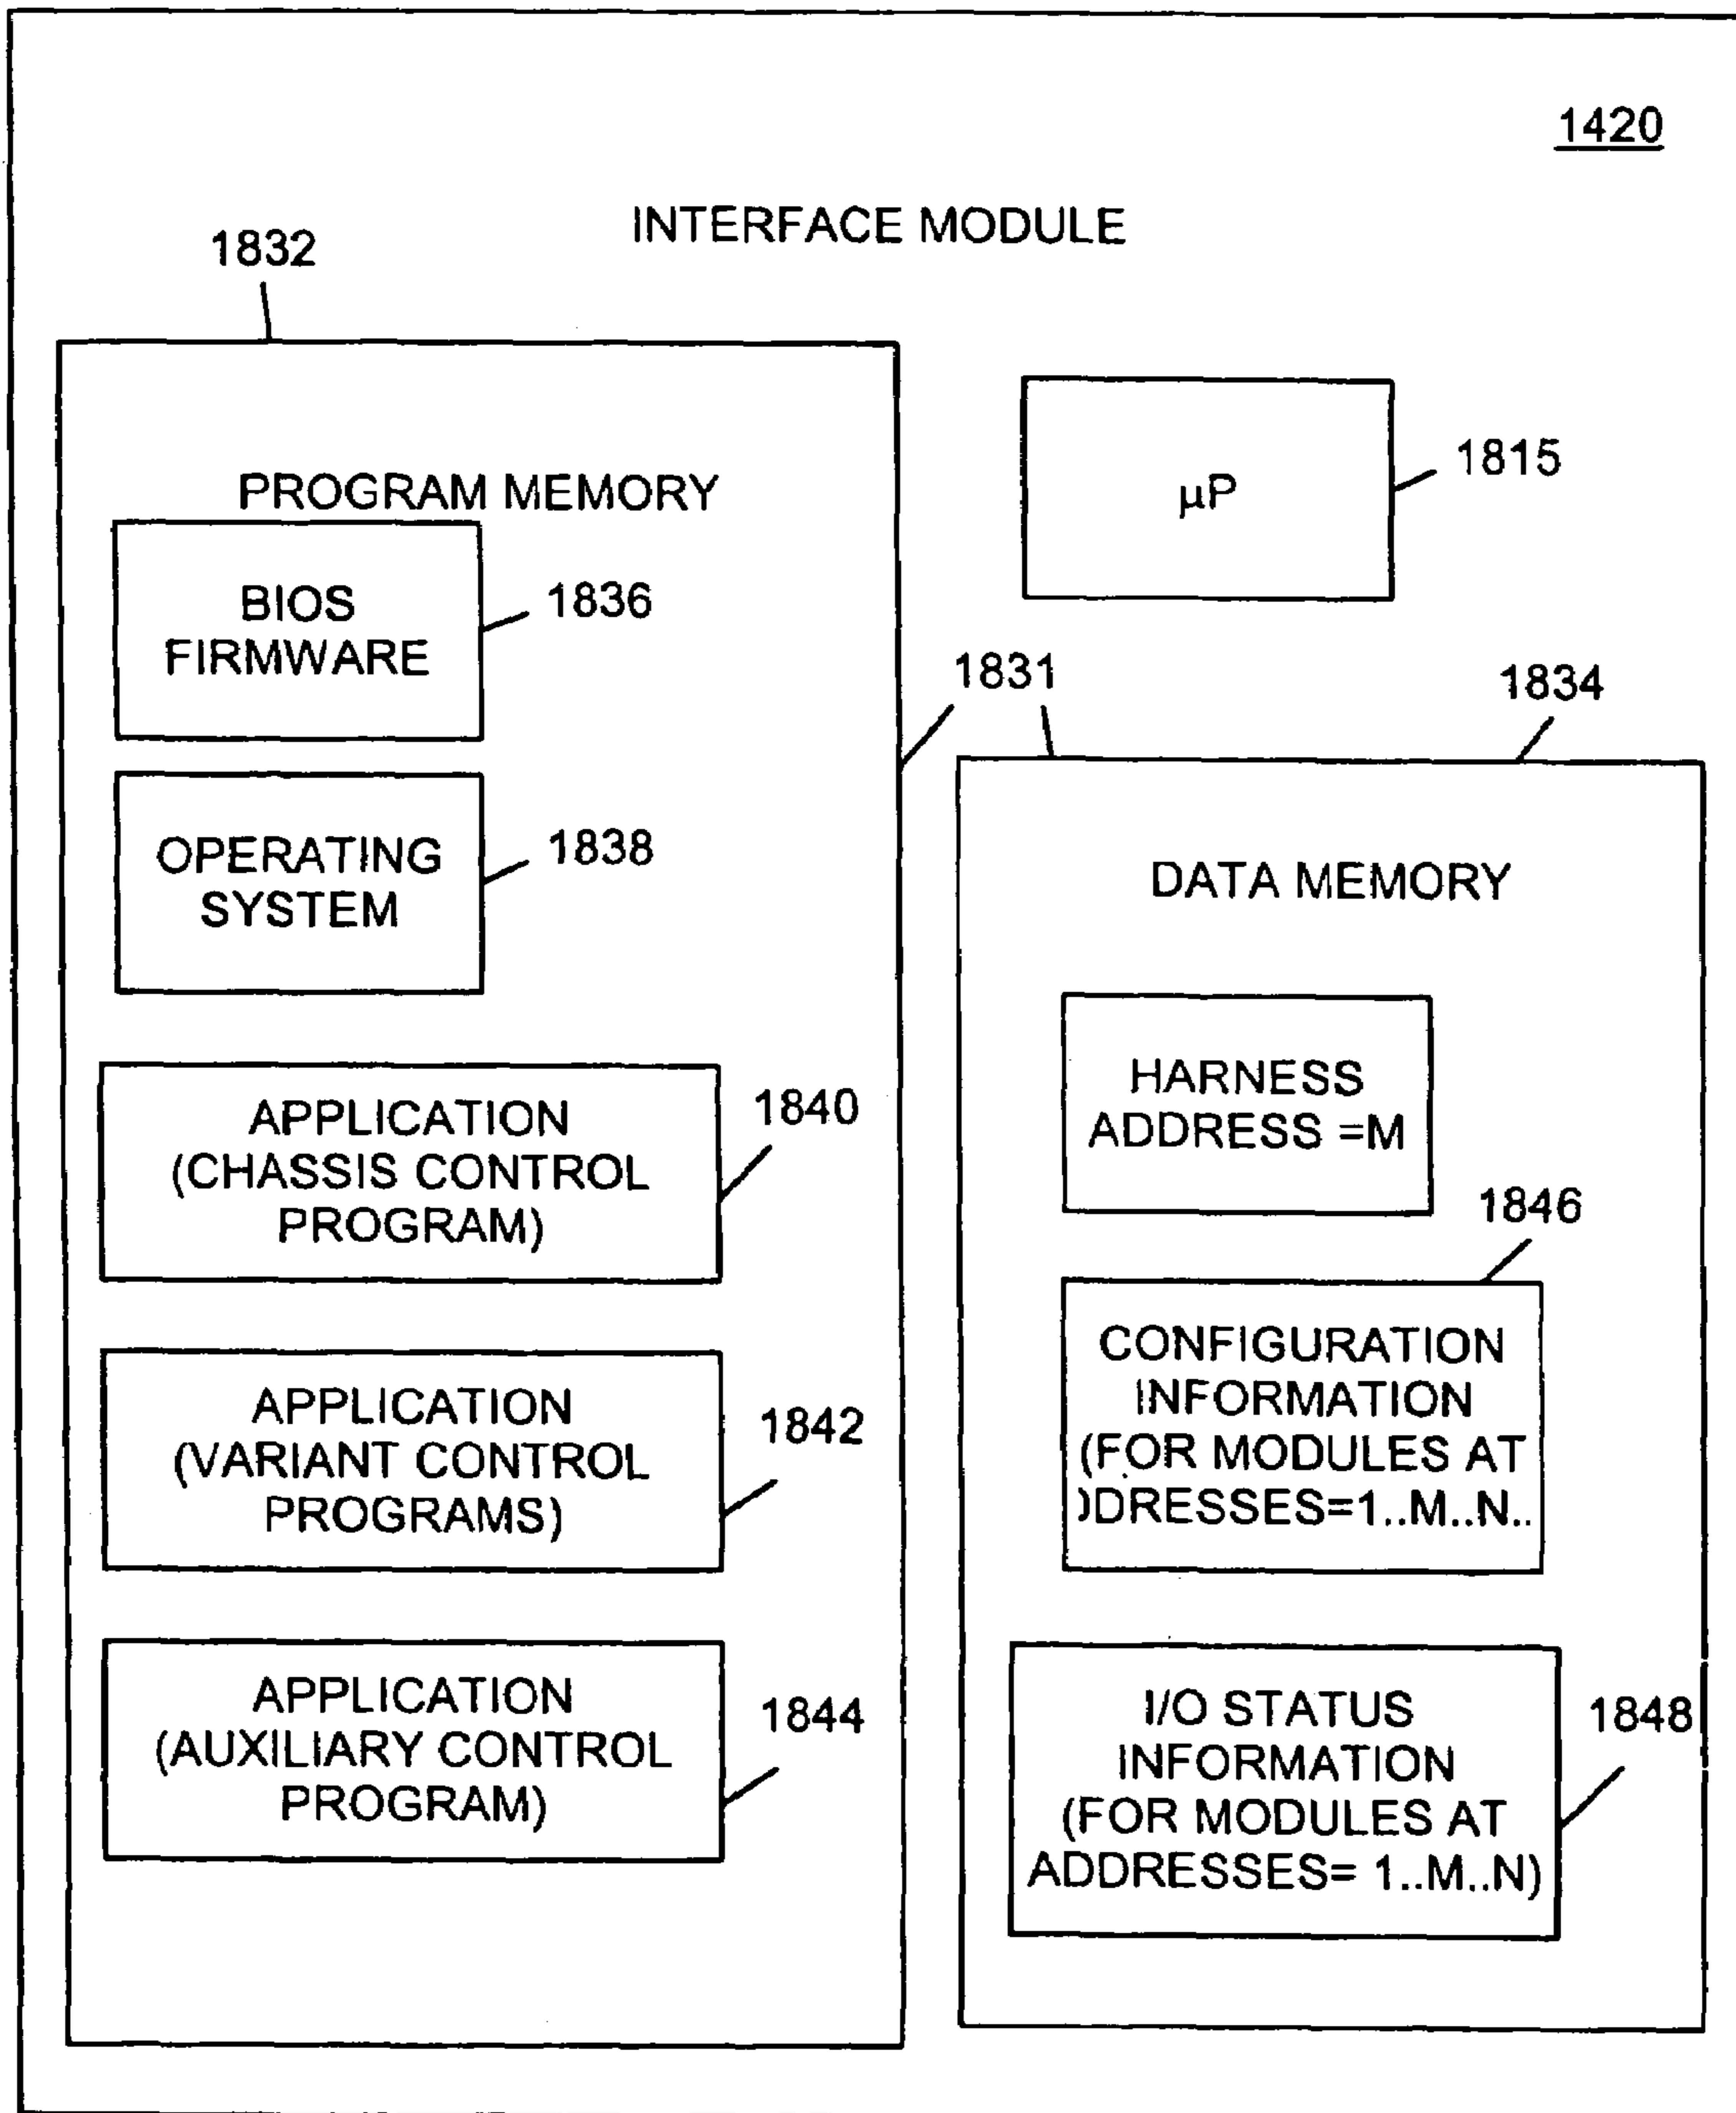 1420
INTERFACE MODULE
1832
PROGRAM MEMORY
BIOS
FIRMWARE
1836
OPERATING
SYSTEM
1838
APPLICATION
(CHASSIS CONTROL
PROGRAM)
1840
APPLICATION
(VARIANT CONTROL
PROGRAMS)
1842
APPLICATION
(AUXILIARY CONTROL
PROGRAM)
1844
µP
1815
1831
1834
DATA MEMORY
HARNESS
ADDRESS =M
1846
CONFIGURATION
INFORMATION
(FOR MODULES AT
DDRESSES=1..M..N..
I/O STATUS
INFORMATION
(FOR MODULES AT
ADDRESSES= 1..M..N)
1848